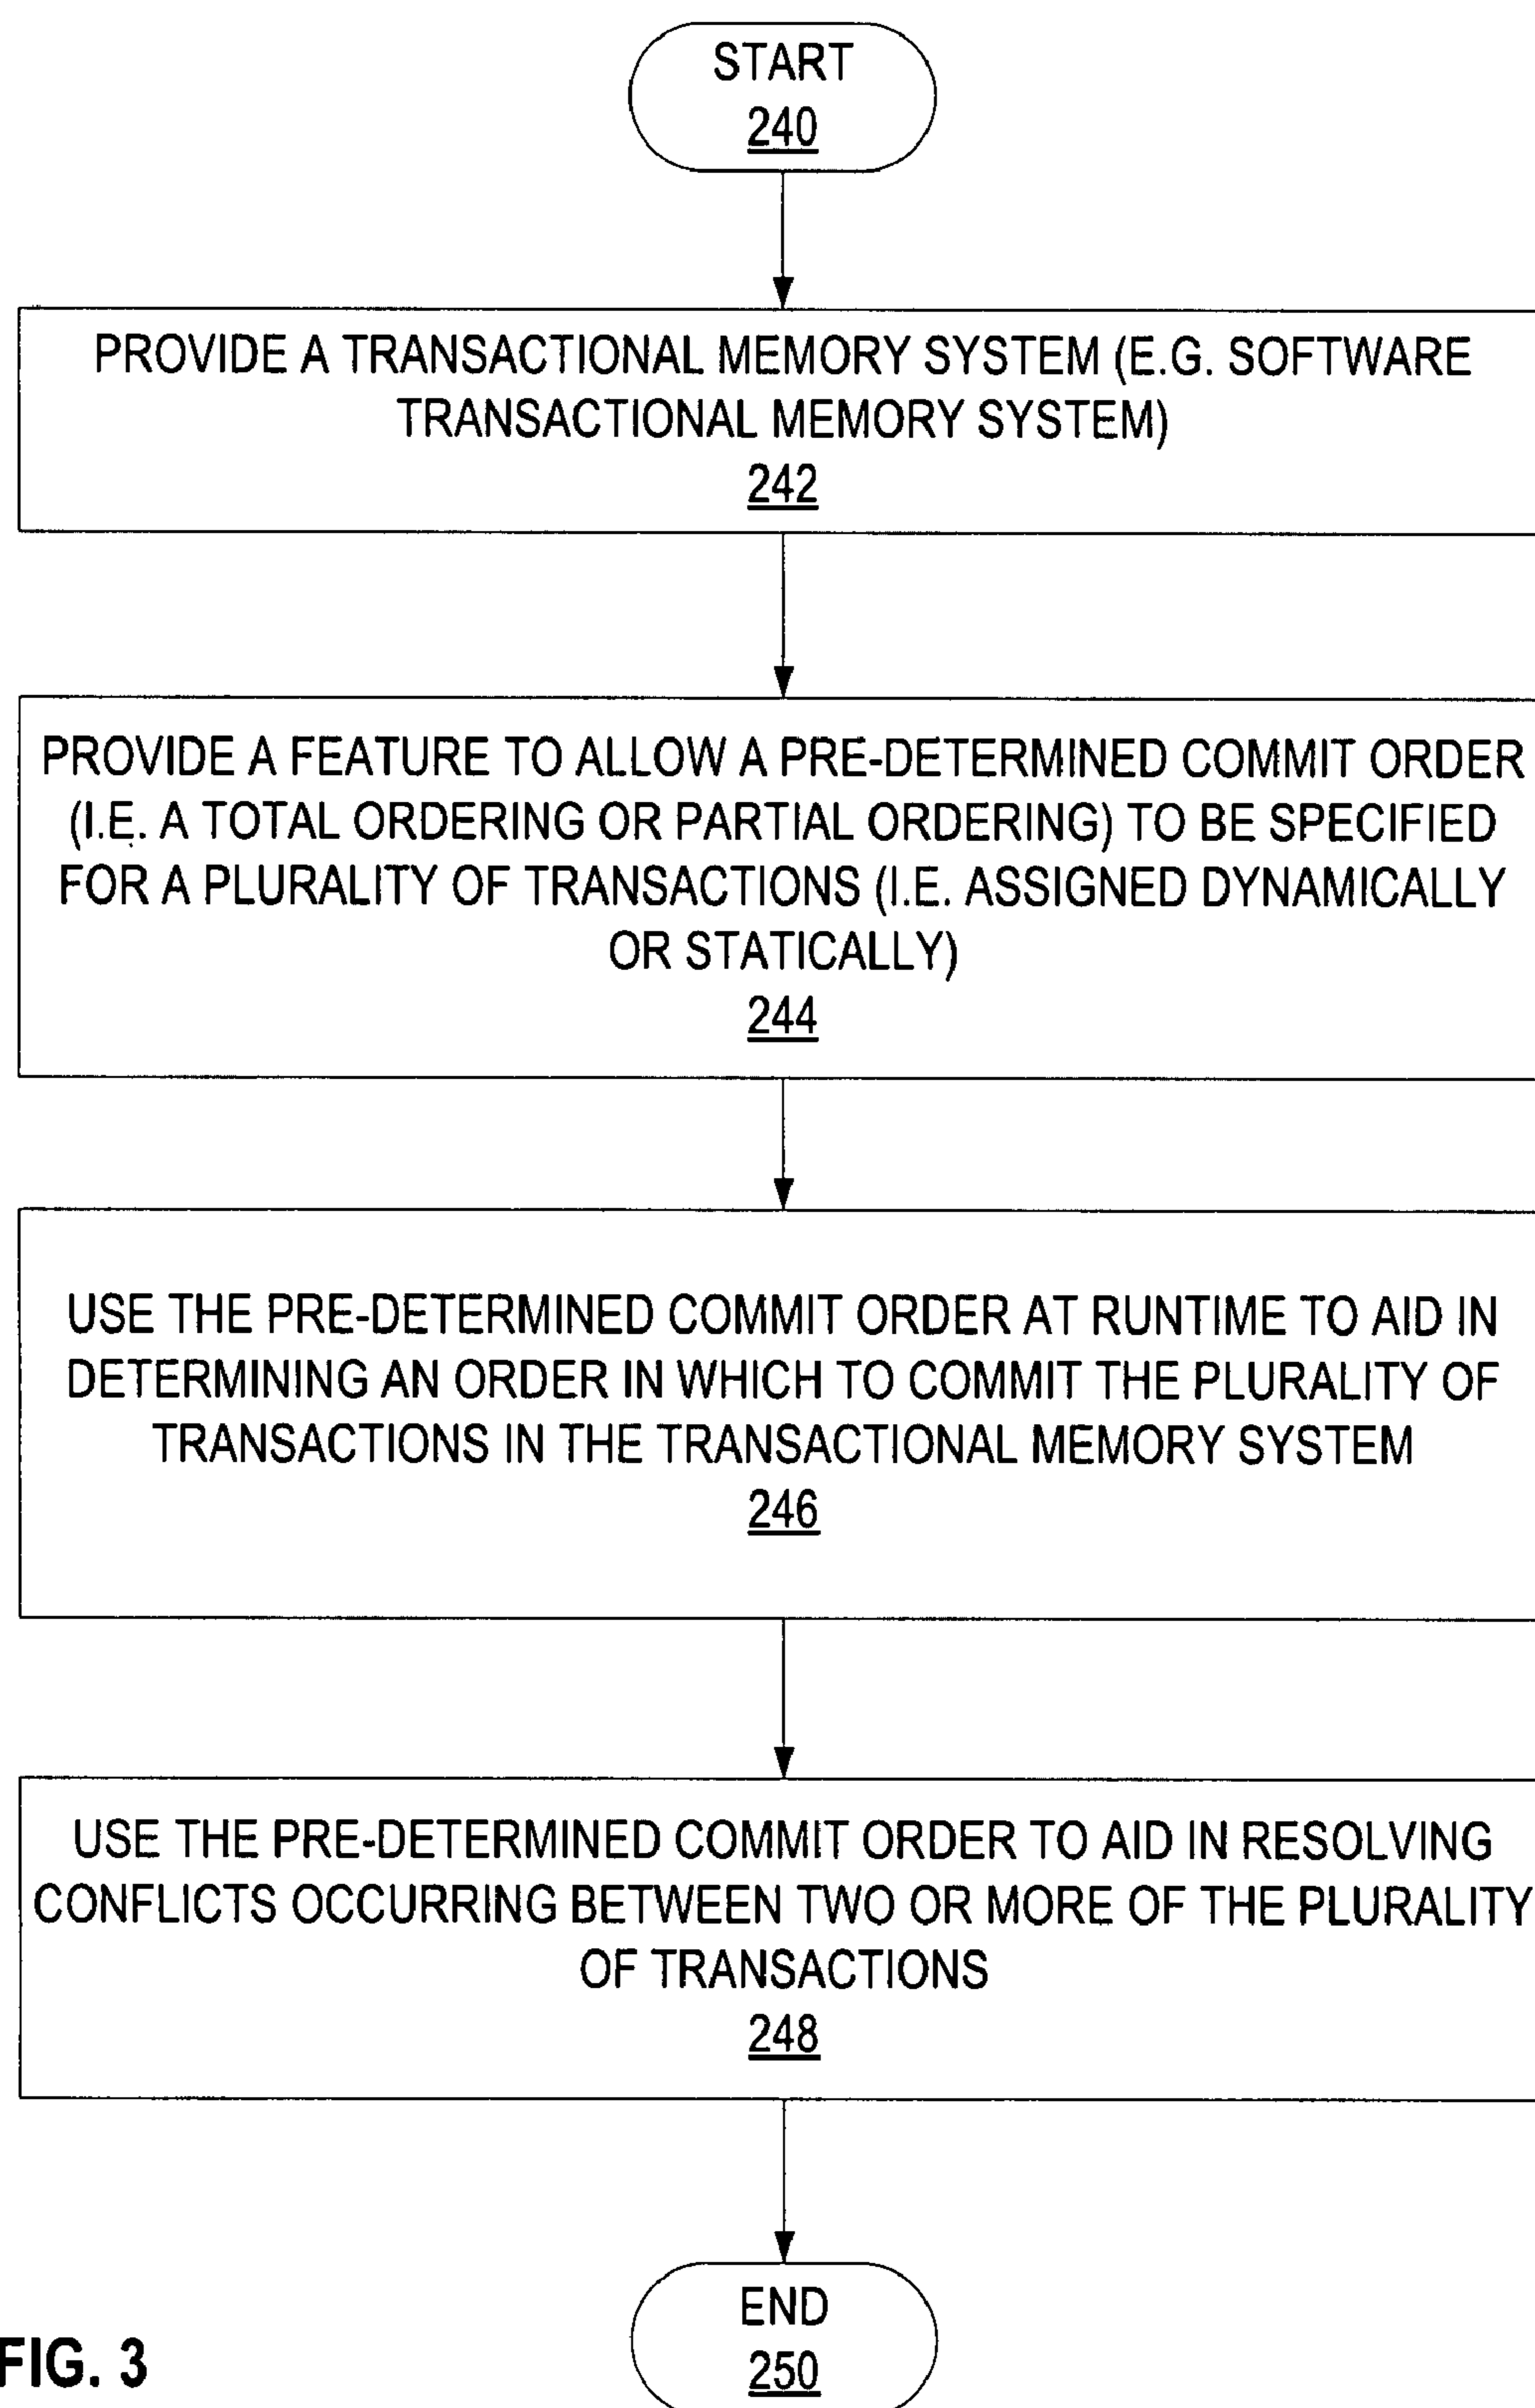 START
240
PROVIDE A TRANSACTIONAL MEMORY SYSTEM (E.G. SOFTWARE
TRANSACTIONAL MEMORY SYSTEM)
242
PROVIDE A FEATURE TO ALLOW A PRE-DETERMINED COMMIT ORDER
(I.E. A TOTAL ORDERING OR PARTIAL ORDERING) TO BE SPECIFIED
FOR A PLURALITY OF TRANSACTIONS (I.E. ASSIGNED DYNAMICALLY
OR STATICALLY)
244
USE THE PRE-DETERMINED COMMIT ORDER AT RUNTIME TO AID IN
DETERMINING AN ORDER IN WHICH TO COMMIT THE PLURALITY OF
TRANSACTIONS IN THE TRANSACTIONAL MEMORY SYSTEM
246
USE THE PRE-DETERMINED COMMIT ORDER TO AID IN RESOLVING
CONFLICTS OCCURRING BETWEEN TWO OR MORE OF THE PLURALITY
OF TRANSACTIONS
248
END
250
FIG. 3